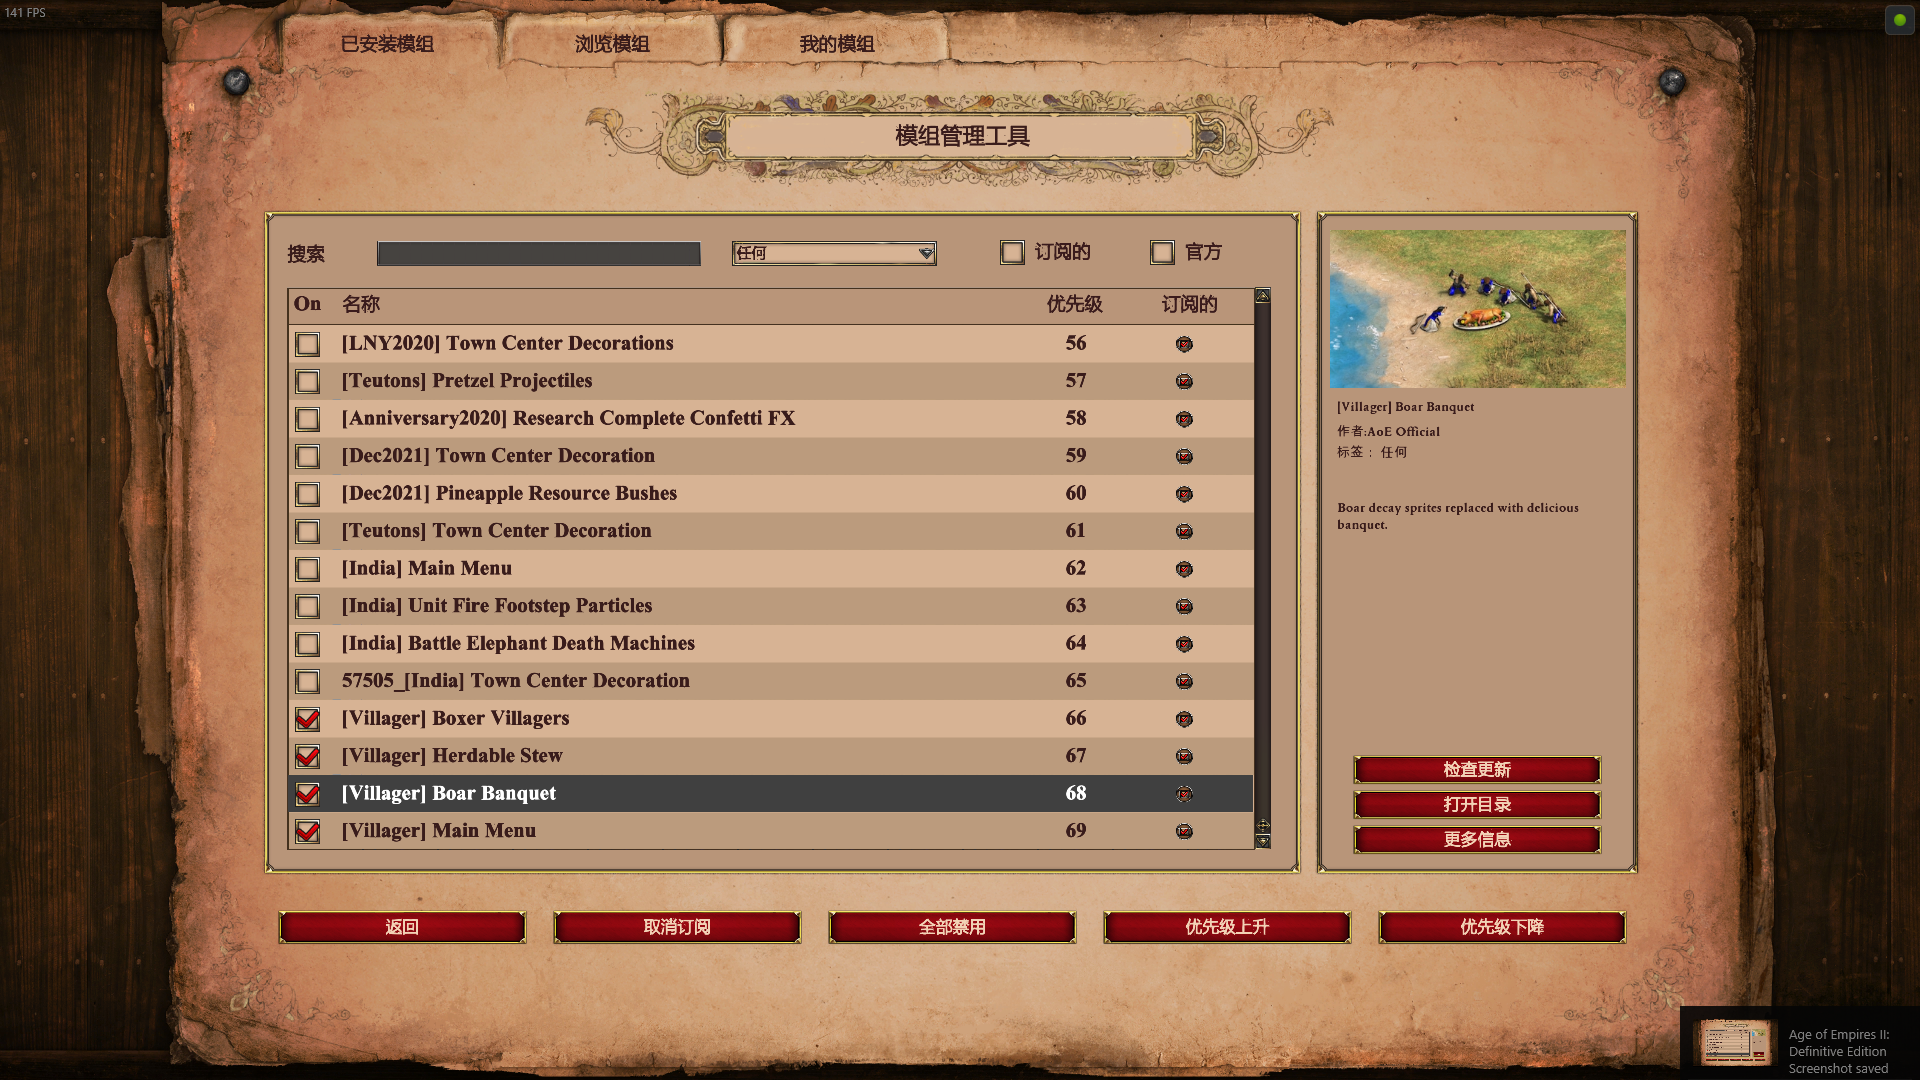 141 FPS
已安装模组
浏览模组
我的模组
模组管理工具
搜索
任何
订阅的
官方
On 名称 优先级 订阅的
[LNY2020] Town Center Decorations 56
[Teutons] Pretzel Projectiles 57
[Anniversary2020] Research Complete Confetti FX 58
[Dec2021] Town Center Decoration 59
[Dec2021] Pineapple Resource Bushes 60
[Teutons] Town Center Decoration 61
[India] Main Menu 62
[India] Unit Fire Footstep Particles 63
[India] Battle Elephant Death Machines 64
57505_[India] Town Center Decoration 65
[Villager] Boxer Villagers 66
[Villager] Herdable Stew 67
[Villager] Boar Banquet 68
[Villager] Main Menu 69
[Villager] Boar Banquet
作者:AoE Official
标签 ： 任何
Boar decay sprites replaced with delicious
banquet.
检查更新
打开目录
更多信息
返回
取消订阅
全部禁用
优先级上升
优先级下降
Age of Empires II:
Definitive Edition
Screenshot saved